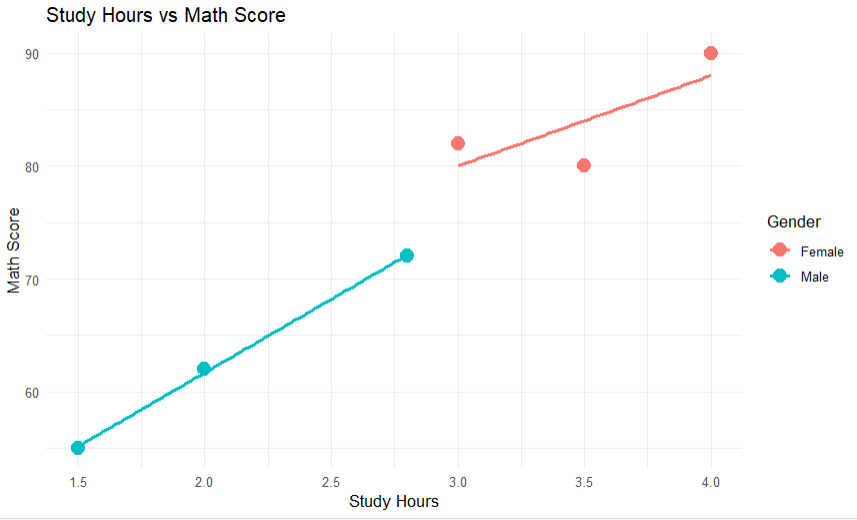 Study Hours vs Math Score
90
80
70
60
Math Score
1.5 2.0 2.5 3.0 3.5 4.0
Study Hours
Gender
Female
Male